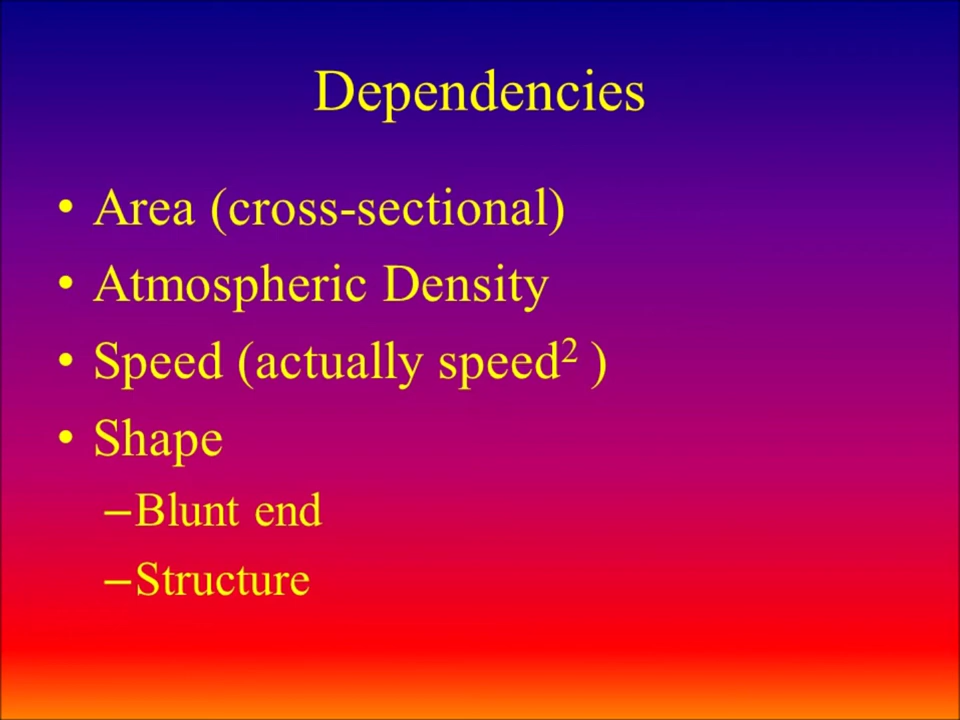 Dependencies
• Area (cross-sectional)
• Atmospheric Density
• Speed (actually speed² )
• Shape
– Blunt end
– Structure